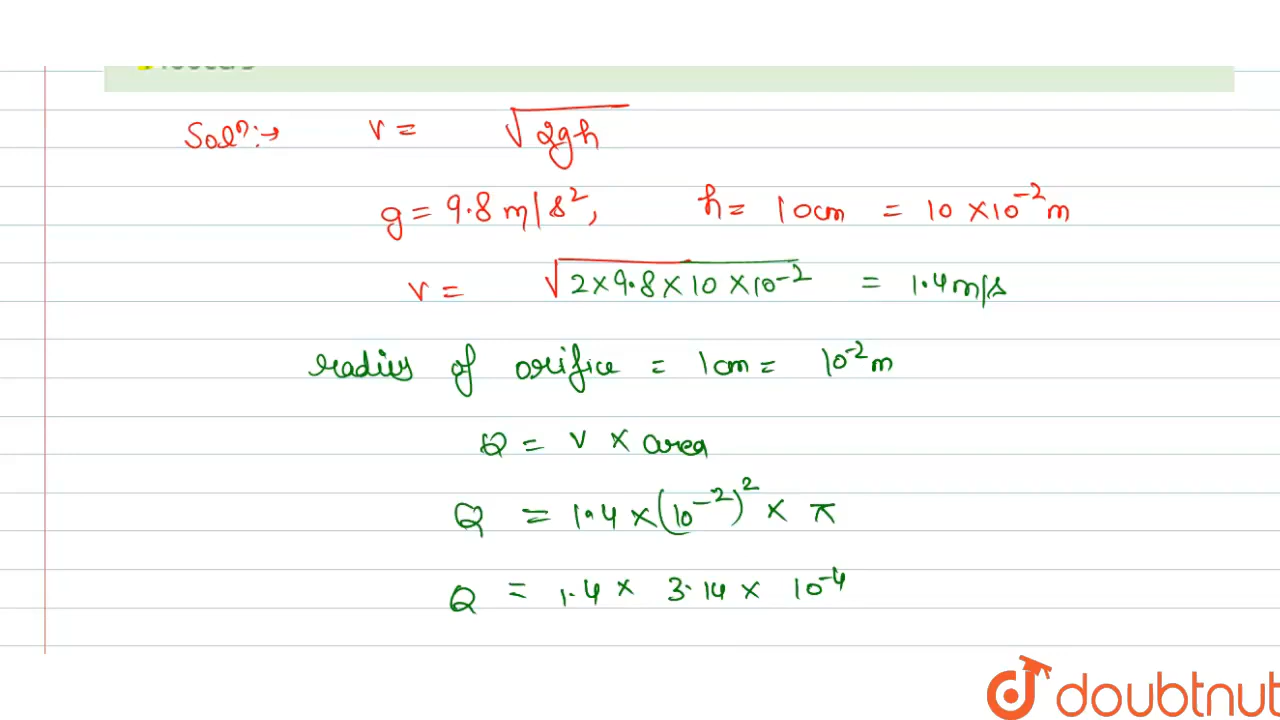 Solⁿ:→ v = √2gh
g = 9.8 m/s², h = 10cm = 10 × 10⁻² m
v = √2×9.8×10×10⁻² = 1.4 m/s
radius of orifice = 1cm = 10⁻² m
Q = v × area
Q = 1.4 × (10⁻²)² × π
Q = 1.4 × 3.14 × 10⁻⁴
doubtnut